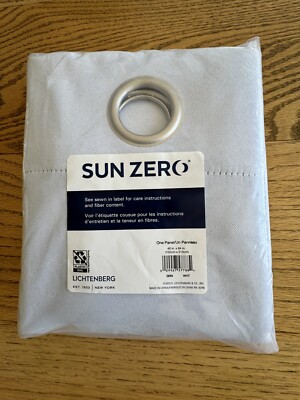 SUN ZERO®
See sewn in label for care instructions
and fiber content.
Voir l'étiquette cousue pour les instructions
d'entretien et la teneur en fibres.
One Panel/Un Panneau
LICHTENBERG
EST. 1933 | NEW YORK